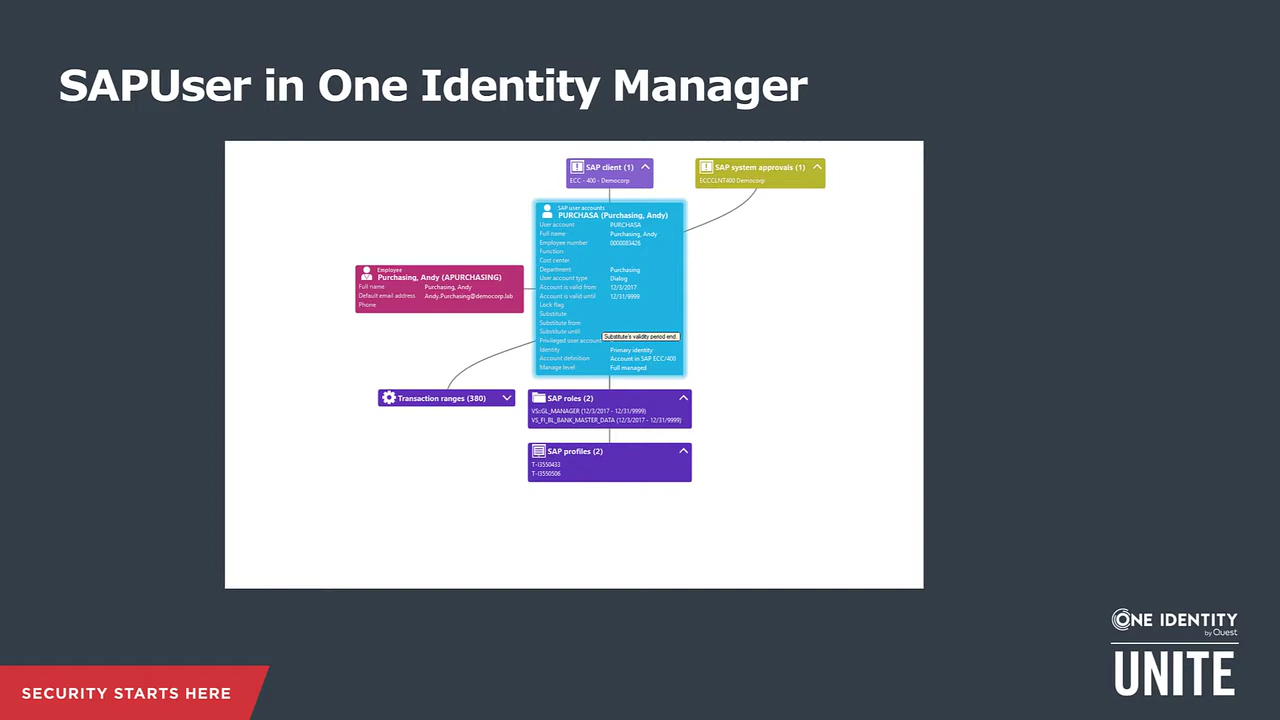 SAPUser in One Identity Manager
SAP client (1)
ECC - 400 - Democorp
SAP system approvals (1)
ECCCLNT400 Democorp
SAP user accounts
PURCHASA (Purchasing, Andy)
User account PURCHASA
Full name Purchasing, Andy
Employee number 0000083426
Function
Cost center
Department Purchasing
User account type Dialog
Account is valid from 12/3/2017
Account is valid until 12/31/9999
Lock flag
Substitute
Substitute from
Substitute until
Substitute's validity period end.
Privileged user account
Identity Primary identity
Account definition Account in SAP ECC/400
Manage level Full managed
Employee
Purchasing, Andy (APURCHASING)
Full name Purchasing, Andy
Default email address Andy.Purchasing@democorp.lab
Phone
Transaction ranges (380)
SAP roles (2)
VS::GL_MANAGER (12/3/2017 - 12/31/9999)
VS_FI_BL_BANK_MASTER_DATA (12/3/2017 - 12/31/9999)
SAP profiles (2)
T-I3550433
T-I3550506
ONE IDENTITY
by Quest
UNITE
SECURITY STARTS HERE